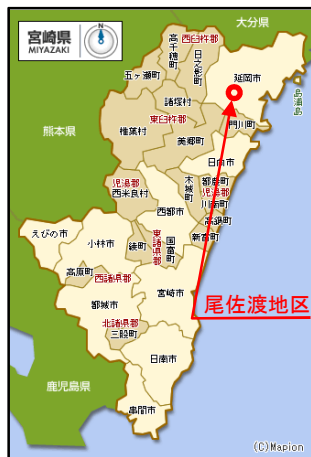 宮崎県
MIYAZAKI
大分県
西臼杵郡
高千穂町
日之影町
延岡市
五ヶ瀬町
島浦島
諸塚村
東臼杵郡
門川町
椎葉村
美郷町
熊本県
日向市
児湯郡
西米良村
木城町
都農町
児湯郡
川南町
西都市
高鍋町
えびの市
小林市
綾町
東諸県郡
国富町
新富町
高原町
西諸県郡
宮崎市
尾佐渡地区
都城市
北諸県郡
三股町
日南市
鹿児島県
串間市
(C)Mapion